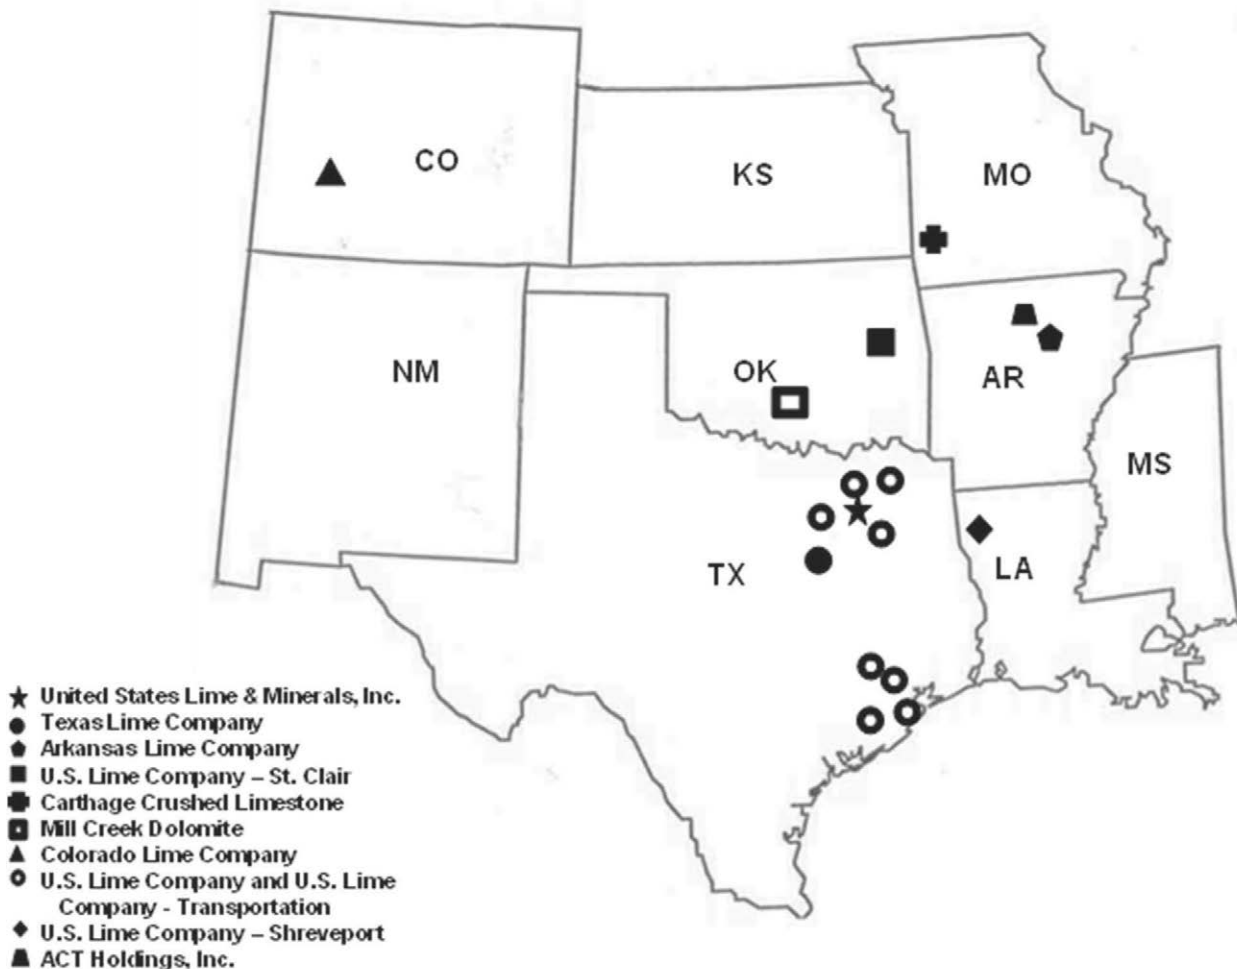 CO
KS
MO
NM
OK
AR
MS
TX
LA
United States Lime & Minerals, Inc.
Texas Lime Company
Arkansas Lime Company
U.S. Lime Company – St. Clair
Carthage Crushed Limestone
Mill Creek Dolomite
Colorado Lime Company
U.S. Lime Company and U.S. Lime
Company - Transportation
U.S. Lime Company – Shreveport
ACT Holdings, Inc.